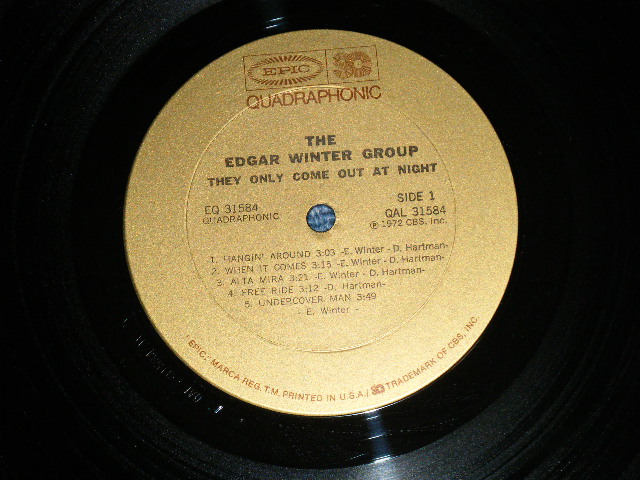 EPIC SQ
QUADRAPHONIC
THE
EDGAR WINTER GROUP
THEY ONLY COME OUT AT NIGHT
EQ 31584
QUADRAPHONIC
SIDE 1
QAL 31584
℗ 1972 CBS, Inc.
1. HANGIN' AROUND 3:03 -E. Winter - D. Hartman-
2. WHEN IT COMES 3:15 -E. Winter - D. Hartman-
3. ALTA MIRA 3:21 -E. Winter - D. Hartman-
4. FREE RIDE 3:12 -D. Hartman-
5. UNDERCOVER MAN 3:49
- E. Winter -
"EPIC," MARCA REG. T.M. PRINTED IN U.S.A./ SQ TRADEMARK OF CBS, INC.